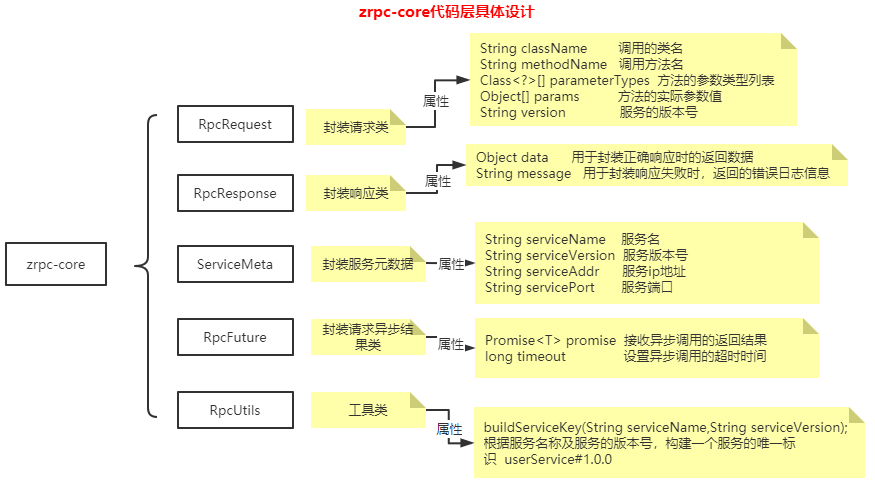 zrpc-core代码层具体设计
zrpc-core
RpcRequest
封装请求类
属性
String className 调用的类名
String methodName 调用方法名
Class<?>[] parameterTypes 方法的参数类型列表
Object[] params 方法的实际参数值
String version 服务的版本号
RpcResponse
封装响应类
属性
Object data 用于封装正确响应时的返回数据
String message 用于封装响应失败时，返回的错误日志信息
ServiceMeta
封装服务元数据
属性
String serviceName 服务名
String serviceVersion 服务版本号
String serviceAddr 服务ip地址
String servicePort 服务端口
RpcFuture
封装请求异步结
果类
属性
Promise<T> promise 接收异步调用的返回结果
long timeout 设置异步调用的超时时间
RpcUtils
工具类
属性
buildServiceKey(String serviceName,String serviceVersion);
根据服务名称及服务的版本号，构建一个服务的唯一标
识 userService#1.0.0